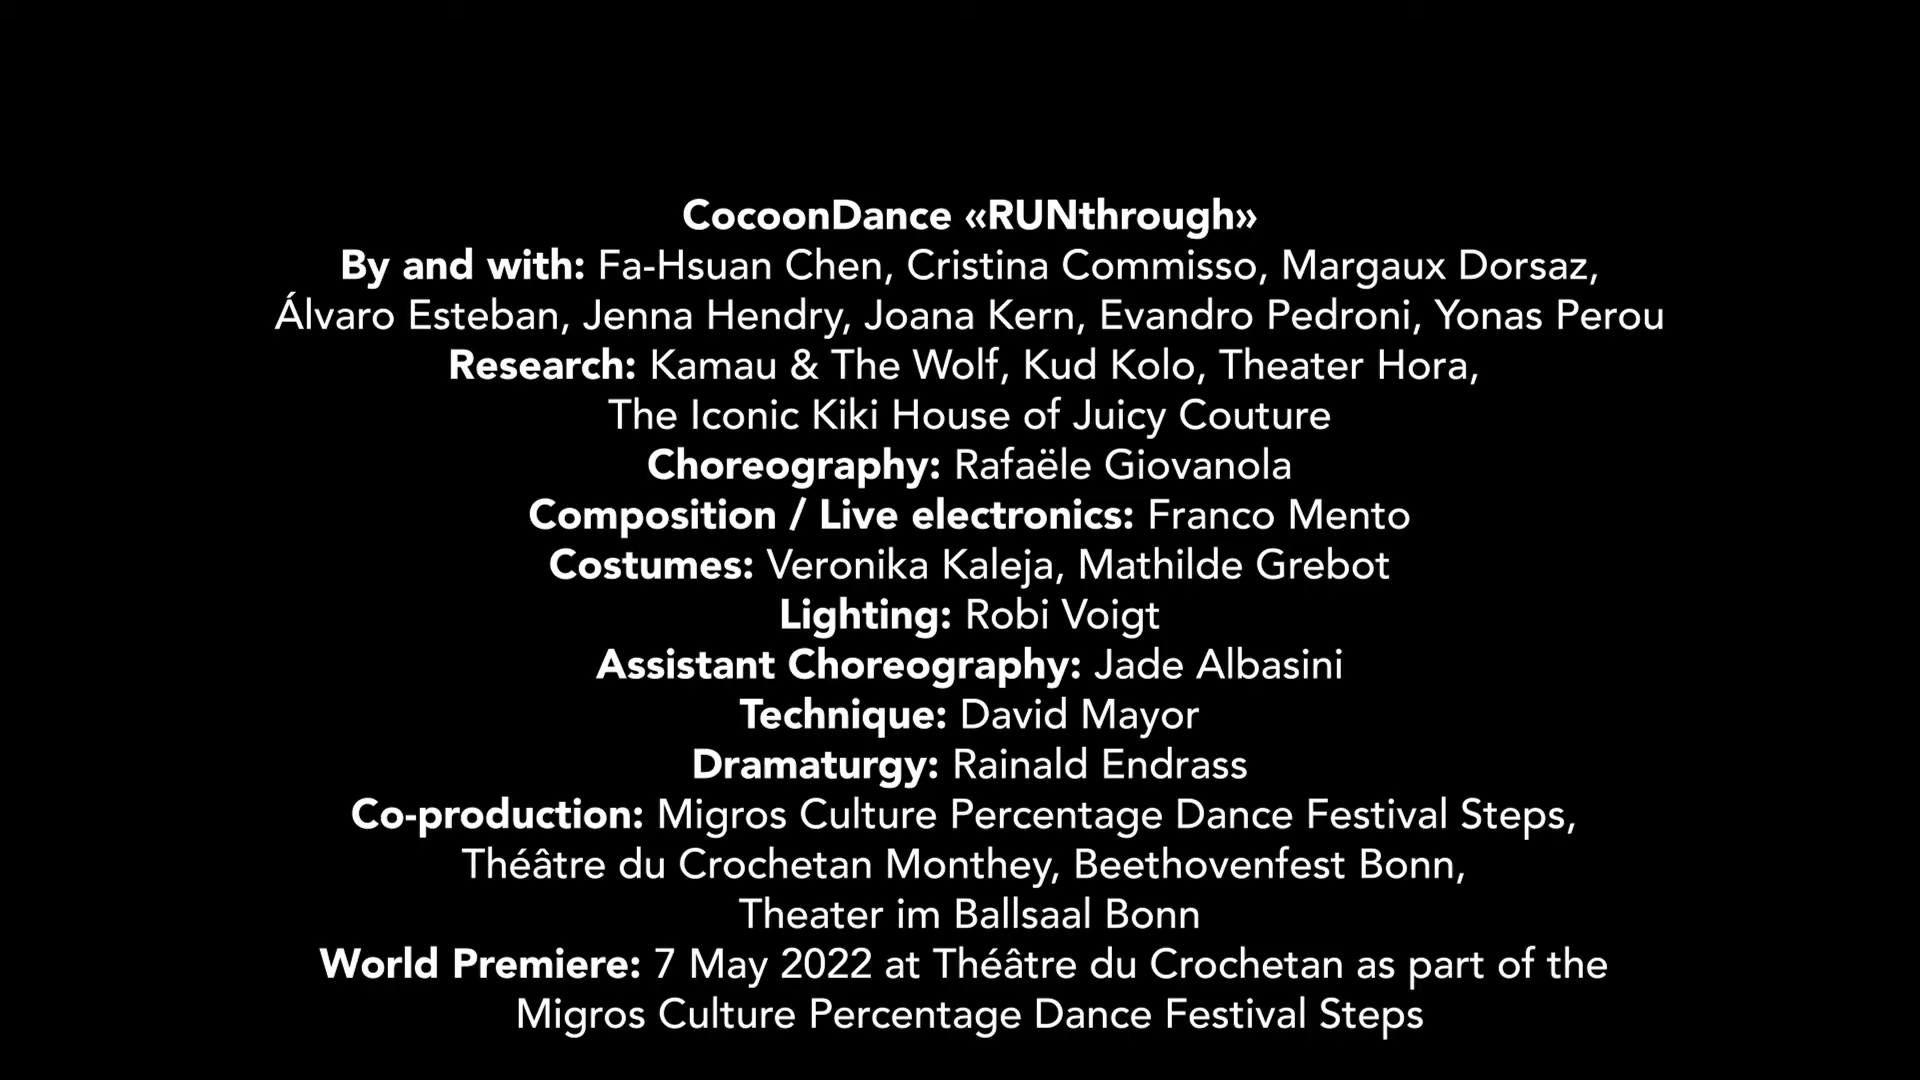 CocoonDance «RUNthrough»
By and with: Fa-Hsuan Chen, Cristina Commisso, Margaux Dorsaz,
Álvaro Esteban, Jenna Hendry, Joana Kern, Evandro Pedroni, Yonas Perou
Research: Kamau & The Wolf, Kud Kolo, Theater Hora,
The Iconic Kiki House of Juicy Couture
Choreography: Rafaële Giovanola
Composition / Live electronics: Franco Mento
Costumes: Veronika Kaleja, Mathilde Grebot
Lighting: Robi Voigt
Assistant Choreography: Jade Albasini
Technique: David Mayor
Dramaturgy: Rainald Endrass
Co-production: Migros Culture Percentage Dance Festival Steps,
Théâtre du Crochetan Monthey, Beethovenfest Bonn,
Theater im Ballsaal Bonn
World Premiere: 7 May 2022 at Théâtre du Crochetan as part of the
Migros Culture Percentage Dance Festival Steps